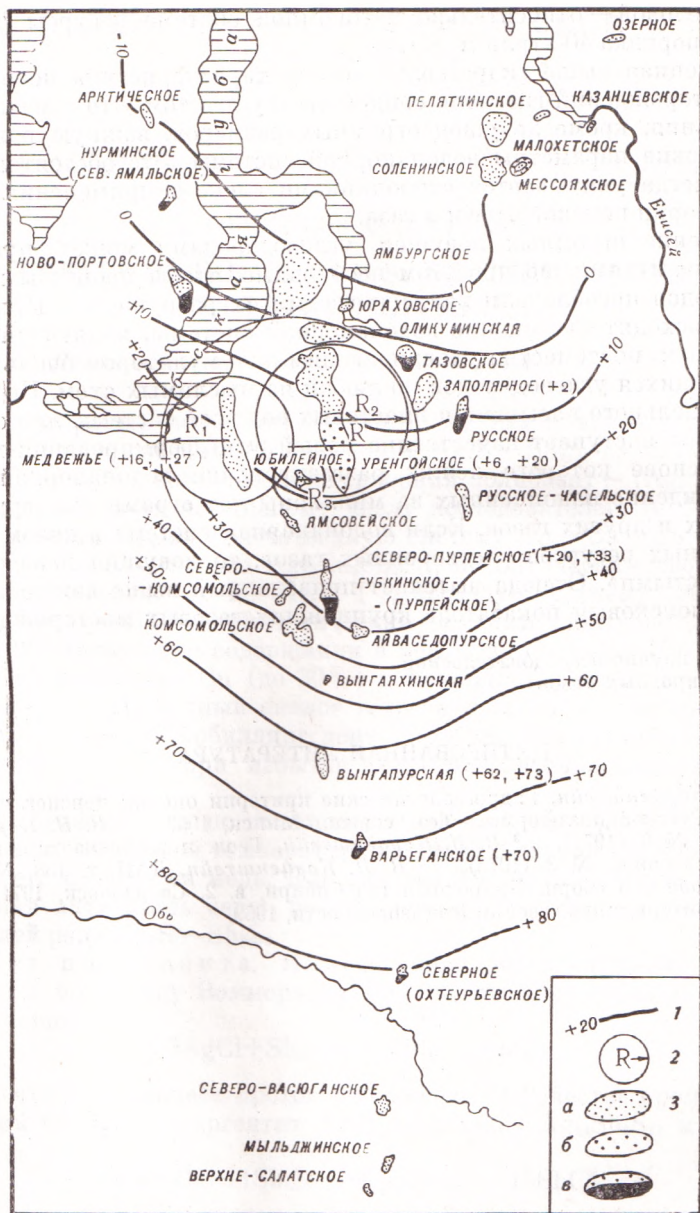 ОЗЕРНОЕ
-10
АРКТИЧЕСКОЕ
ПЕЛЯТКИНСКОЕ
КАЗАНЦЕВСКОЕ
НУРМИНСКОЕ
(СЕВ. ЯМАЛЬСКОЕ)
МАЛОХЕТСКОЕ
СОЛЕНИНСКОЕ
МЕССОЯХСКОЕ
Енисей
Обская губа
0
НОВО-ПОРТОВСКОЕ
ЯМБУРГСКОЕ
-10
ЮРАХОВСКОЕ
+10
ОЛИКУМИНСКАЯ
+20
ТАЗОВСКОЕ
+10
ЗАПОЛЯРНОЕ (+2)
R1
R2
R
РУССКОЕ
+20
МЕДВЕЖЬЕ (+16, +27)
ЮБИЛЕЙНОЕ
УРЕНГОЙСКОЕ (+6, +20)
R3
РУССКОЕ-ЧАСЕЛЬСКОЕ
+40
+30
ЯМСОВЕЙСКОЕ
+30
СЕВЕРО-ПУРПЕЙСКОЕ (+20, +33)
+50
СЕВЕРО-
-КОМСОМОЛЬСКОЕ
ГУБКИНСКОЕ-
-(ПУРПЕЙСКОЕ)
+40
КОМСОМОЛЬСКОЕ
АЙВАСЕДОПУРСКОЕ
+50
+60
ВЫНГАЯХИНСКАЯ
+60
+70
ВЫНГАПУРСКАЯ (+62, +73)
+70
ВАРЬЕГАНСКОЕ (+70)
+80
Обь
+80
СЕВЕРНОЕ
(ОХТЕУРЬЕВСКОЕ)
+20
1
R
2
а
3
б
в
СЕВЕРО-ВАСЮГАНСКОЕ
МЫЛЬДЖИНСКОЕ
ВЕРХНЕ-САЛАТСКОЕ